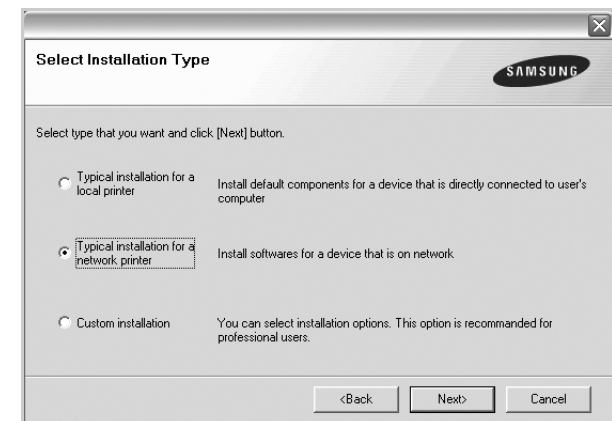 Select Installation Type
SAMSUNG
Select type that you want and click [Next] button.
Typical installation for a
local printer
Install default components for a device that is directly connected to user's
computer
Typical installation for a
network printer
Install softwares for a device that is on network
Custom installation
You can select installation options. This option is recommanded for
professional users.
<Back
Next>
Cancel